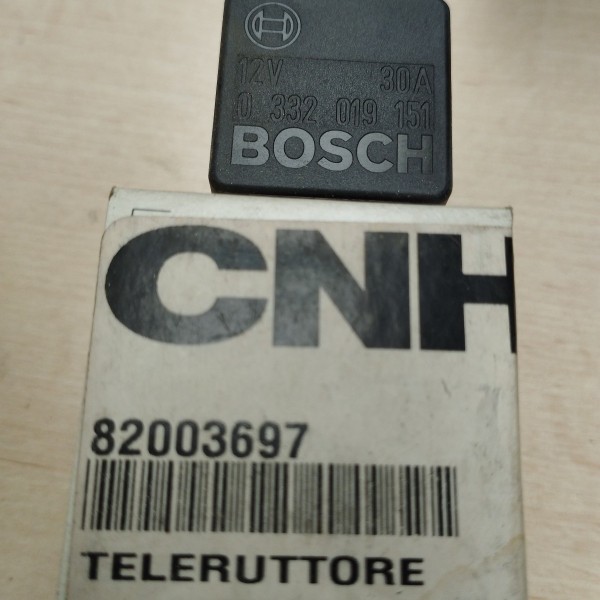 12V 30A
0 332 019 151
BOSCH
CNH
82003697
TELERUTTORE